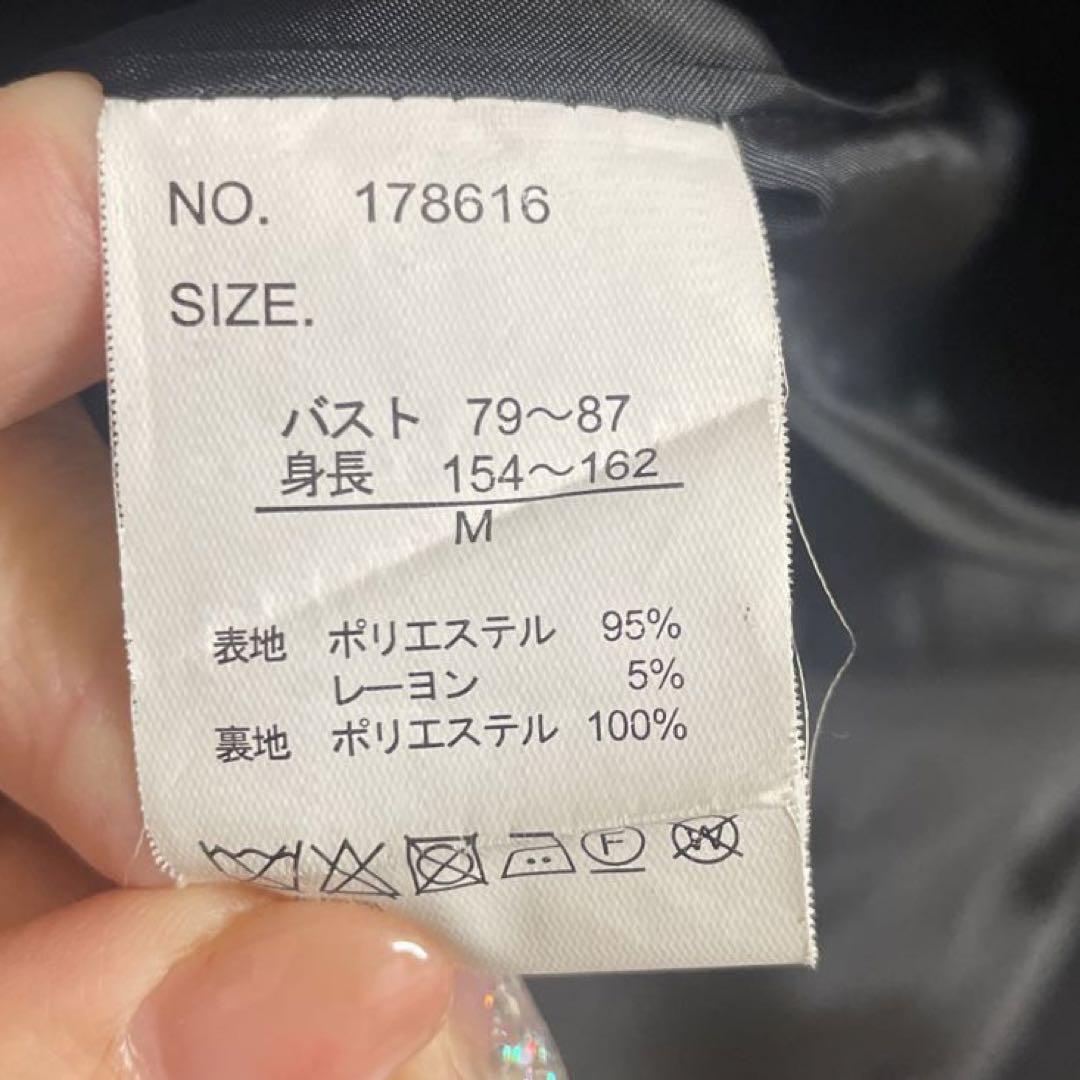 NO. 178616
SIZE.
バスト 79〜87
身長 154〜162
M
表地 ポリエステル 95%
レーヨン 5%
裏地 ポリエステル 100%
F W